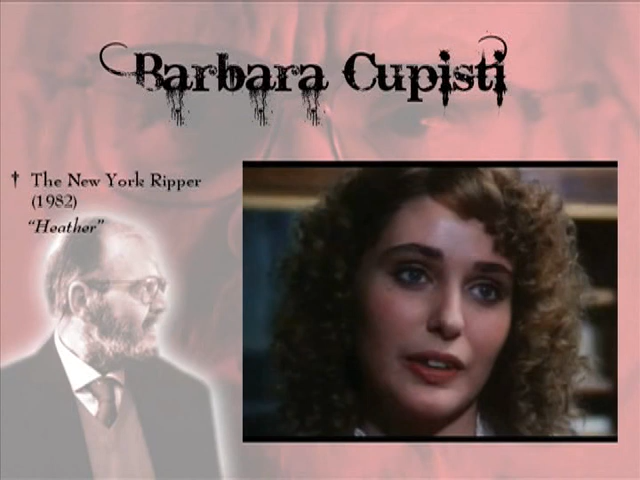 Barbara Cupisti
† The New York Ripper
(1982)
"Heather"